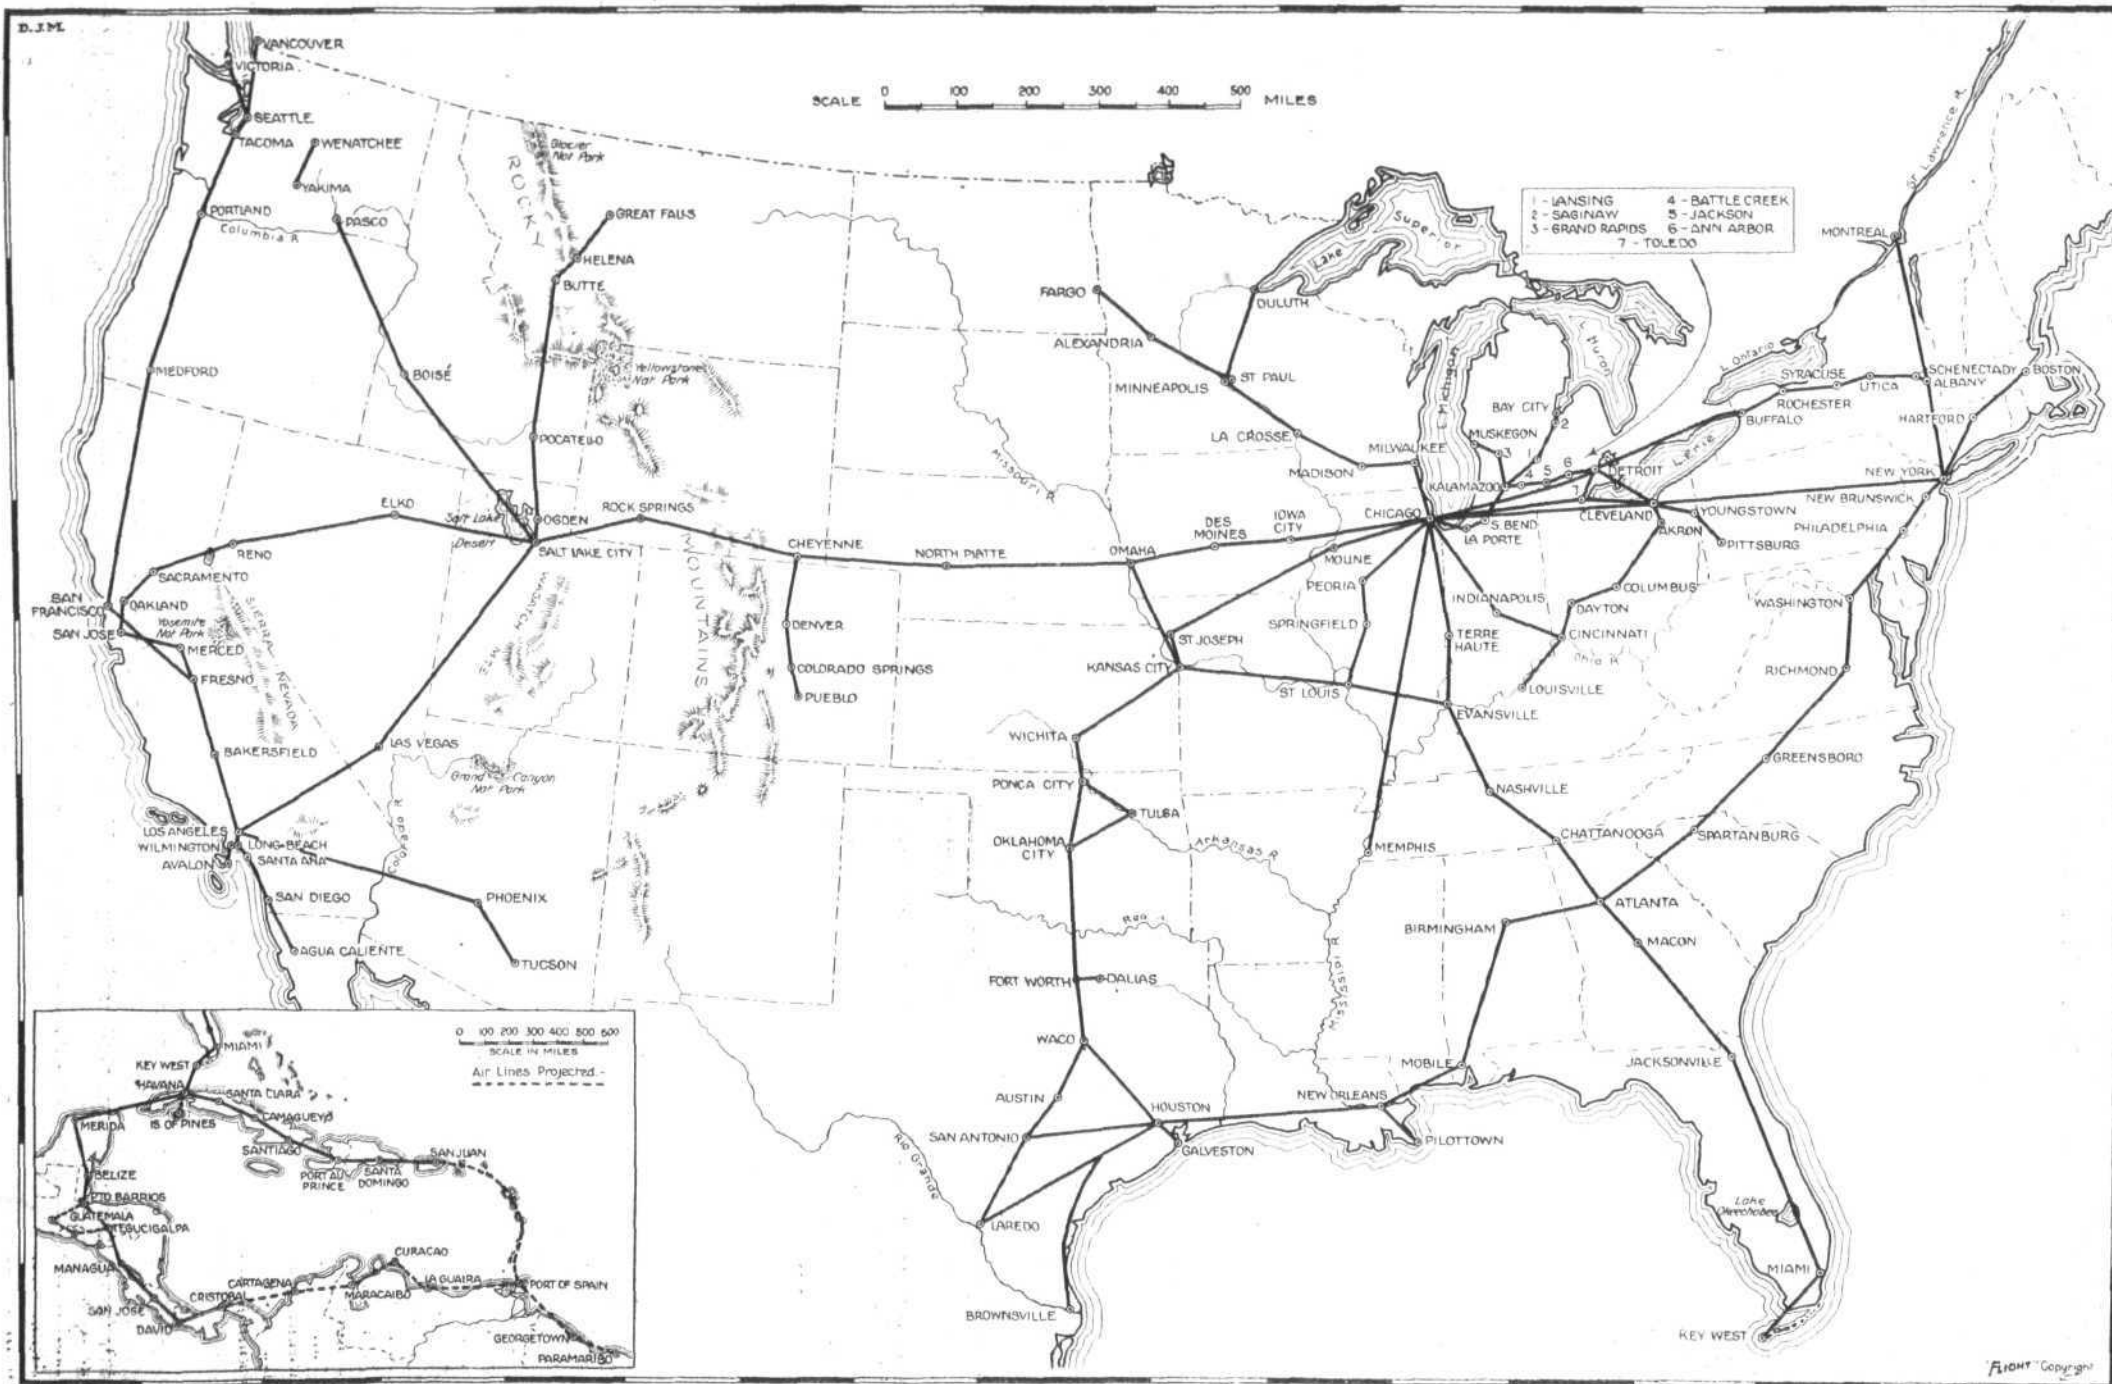 D.J.M.
VANCOUVER
VICTORIA
SEATTLE
TACOMA
WENATCHEE
YAKIMA
PORTLAND
Columbia R
PASCO
MEDFORD
BOISÉ
ROCKY
Glacier
Nat Park
GREAT FALLS
HELENA
BUTTE
Yellowstone
Nat Park
POCATELLO
SCALE 0 100 200 300 400 500 MILES
1 - LANSING 4 - BATTLE CREEK
2 - SAGINAW 5 - JACKSON
3 - GRAND RAPIDS 6 - ANN ARBOR
7 - TOLEDO
St Lawrence R.
MONTREAL
Lake Superior
FARGO
DULUTH
ALEXANDRIA
MINNEAPOLIS
ST PAUL
L Huron
L Michigan
L Ontario
L Erie
BAY CITY
2
MUSKEGON
3
1
LA CROSSE
MILWAUKEE
MADISON
KALAMAZOO
4
5
6
7
DETROIT
SYRACUSE
UTICA
SCHENECTADY
ALBANY
BOSTON
ROCHESTER
BUFFALO
HARTFORD
NEW YORK
NEW BRUNSWICK
PHILADELPHIA
Missouri R
ELKO
Salt Lake
Desert
OGDEN
ROCK SPRINGS
SALT LAKE CITY
RENO
SACRAMENTO
CHEYENNE
NORTH PLATTE
OMAHA
DES
MOINES
IOWA
CITY
CHICAGO
S. BEND
LA PORTE
CLEVELAND
YOUNGSTOWN
AKRON
PITTSBURG
MOLINE
PEORIA
SPRINGFIELD
INDIANAPOLIS
COLUMBUS
DAYTON
CINCINNATI
Ohio R
LOUISVILLE
TERRE
HAUTE
WASHINGTON
RICHMOND
SAN
FRANCISCO
OAKLAND
SAN JOSE
Yosemite
Nat Park
MERCED
FRESNO
SIERRA NEVADA
WASATCH MTS
MOUNTAINS
DENVER
COLORADO SPRINGS
PUEBLO
ST JOSEPH
KANSAS CITY
ST LOUIS
EVANSVILLE
BAKERSFIELD
LAS VEGAS
Grand Canyon
Nat Park
Colorado R
WICHITA
PONCA CITY
TULSA
OKLAHOMA
CITY
Arkansas R
NASHVILLE
GREENSBORO
LOS ANGELES
WILMINGTON
LONG BEACH
AVALON
SANTA ANA
SAN DIEGO
AGUA CALIENTE
PHOENIX
TUCSON
MEMPHIS
CHATTANOOGA
SPARTANBURG
ATLANTA
BIRMINGHAM
MACON
Mississipi R
FORT WORTH
DALLAS
WACO
AUSTIN
HOUSTON
SAN ANTONIO
GALVESTON
NEW ORLEANS
MOBILE
PILOTTOWN
JACKSONVILLE
Rio Grande
LAREDO
BROWNSVILLE
Lake
Okeechobee
MIAMI
KEY WEST
0 100 200 300 400 500 600
SCALE IN MILES
Air Lines Projected -
MIAMI
KEY WEST
HAVANA
SANTA CLARA
MERIDA
IS OF PINES
CAMAGUEY
SANTIAGO
PORT AU
PRINCE
SANTA
DOMINGO
SAN JUAN
BELIZE
PTO BARRIOS
GUATEMALA
TEGUCIGALPA
MANAGUA
SAN JOSE
DAVID
CRISTOBAL
CARTAGENA
CURACAO
MARACAIBO
LA GUAIRA
PORT OF SPAIN
GEORGETOWN
PARAMARIBO
"FLIGHT" Copyright